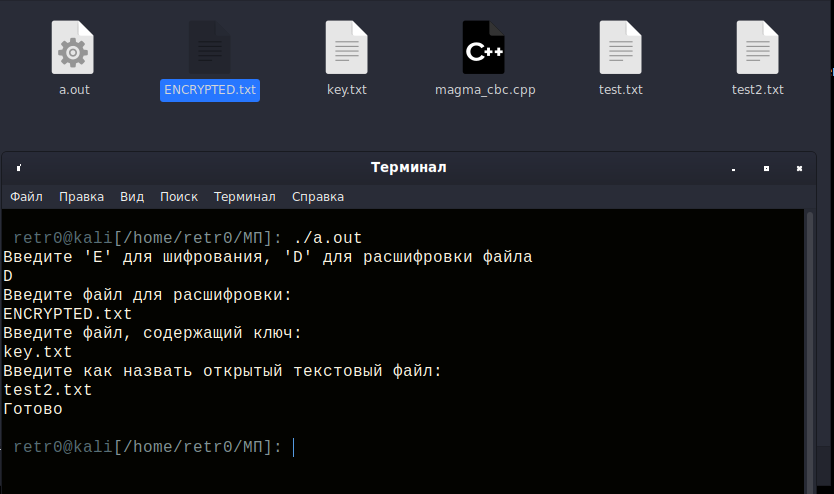 a.out
ENCRYPTED.txt
key.txt
C++
magma_cbc.cpp
test.txt
test2.txt
Терминал
Файл Правка Вид Поиск Терминал Справка
retr0@kali[/home/retr0/МП]: ./a.out
Введите 'E' для шифрования, 'D' для расшифровки файла
D
Введите файл для расшифровки:
ENCRYPTED.txt
Введите файл, содержащий ключ:
key.txt
Введите как назвать открытый текстовый файл:
test2.txt
Готово
retr0@kali[/home/retr0/МП]: